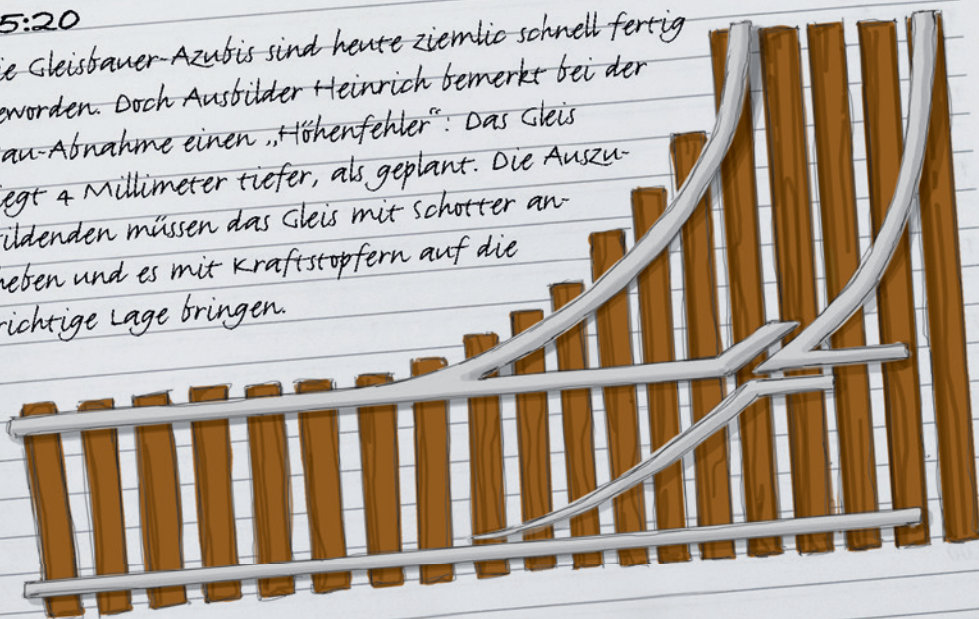 5:20
ie Gleisbauer-Azubis sind heute ziemlic schnell fertig
eworden. Doch Ausbilder Heinrich bemerkt bei der
au-Abnahme einen „Höhenfehler“: Das Gleis
iegt 4 Millimeter tiefer, als geplant. Die Auszu-
ildenden müssen das Gleis mit Schotter an-
heben und es mit Kraftstopfern auf die
richtige Lage bringen.